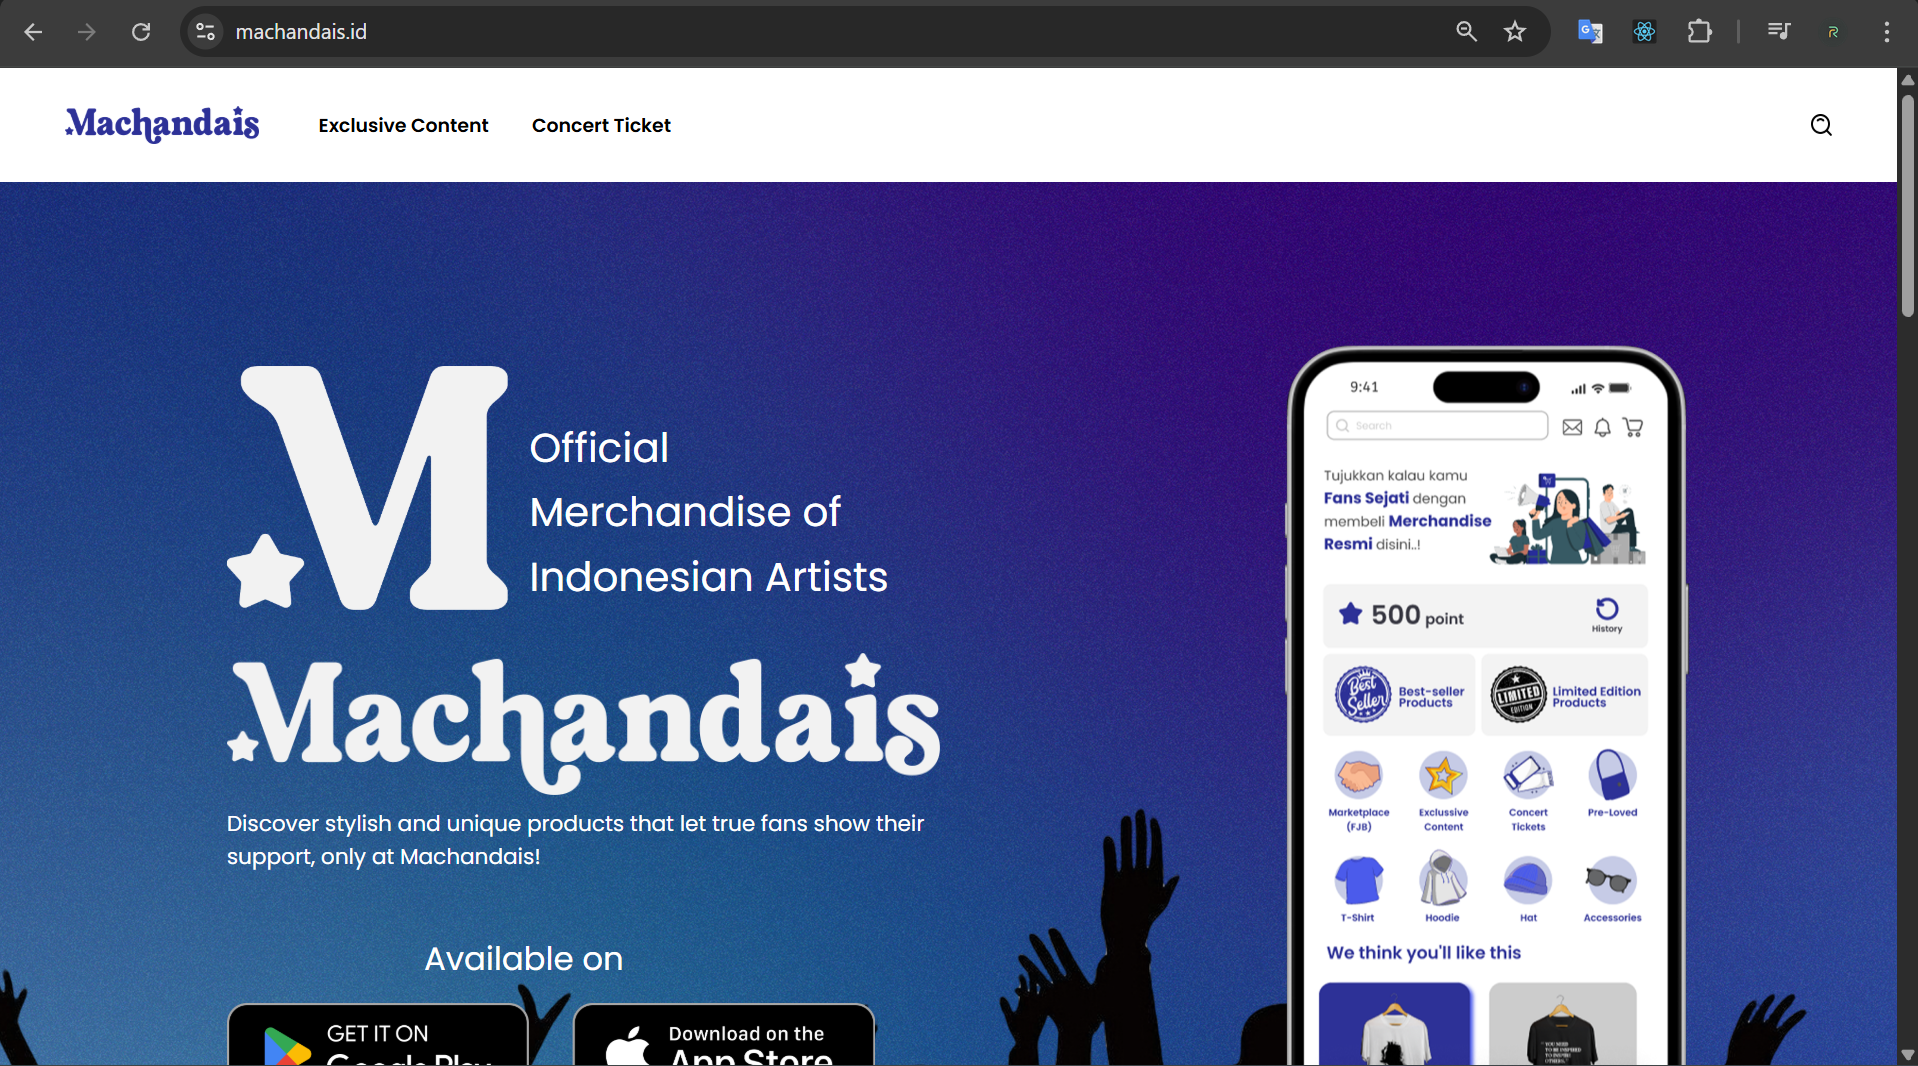 machandais.id
Machandais
Exclusive Content
Concert Ticket
M
Official
Merchandise of
Indonesian Artists
Machandais
Discover stylish and unique products that let true fans show their
support, only at Machandais!
Available on
GET IT ON
Google Play
Download on the
App Store
9:41
Search
Tujukkan kalau kamu
Fans Sejati dengan
membeli Merchandise
Resmi disini..!
500 point
History
Best Seller
Best-seller
Products
LIMITED
EDITION
Limited Edition
Products
Marketplace
(FJB)
Exclussive
Content
Concert
Tickets
Pre-Loved
T-Shirt
Hoodie
Hat
Accessories
We think you'll like this